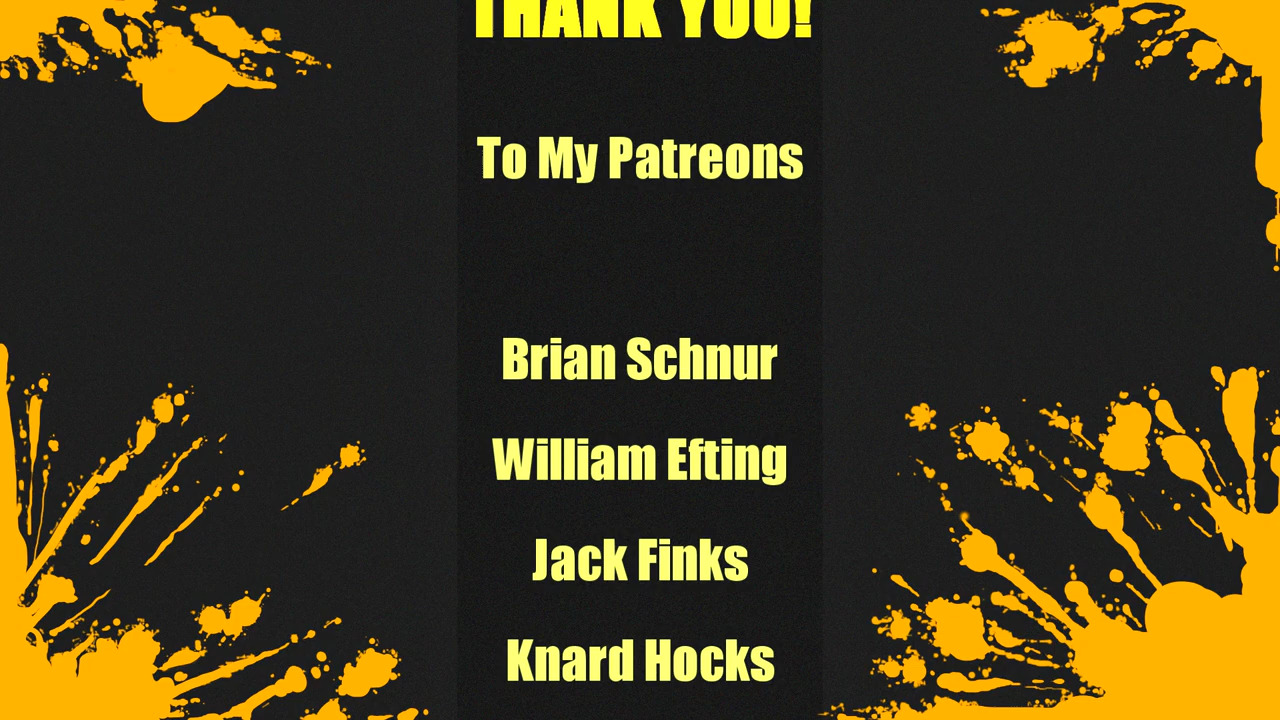 THANK YOU!
To My Patreons
Brian Schnur
William Efting
Jack Finks
Knard Hocks